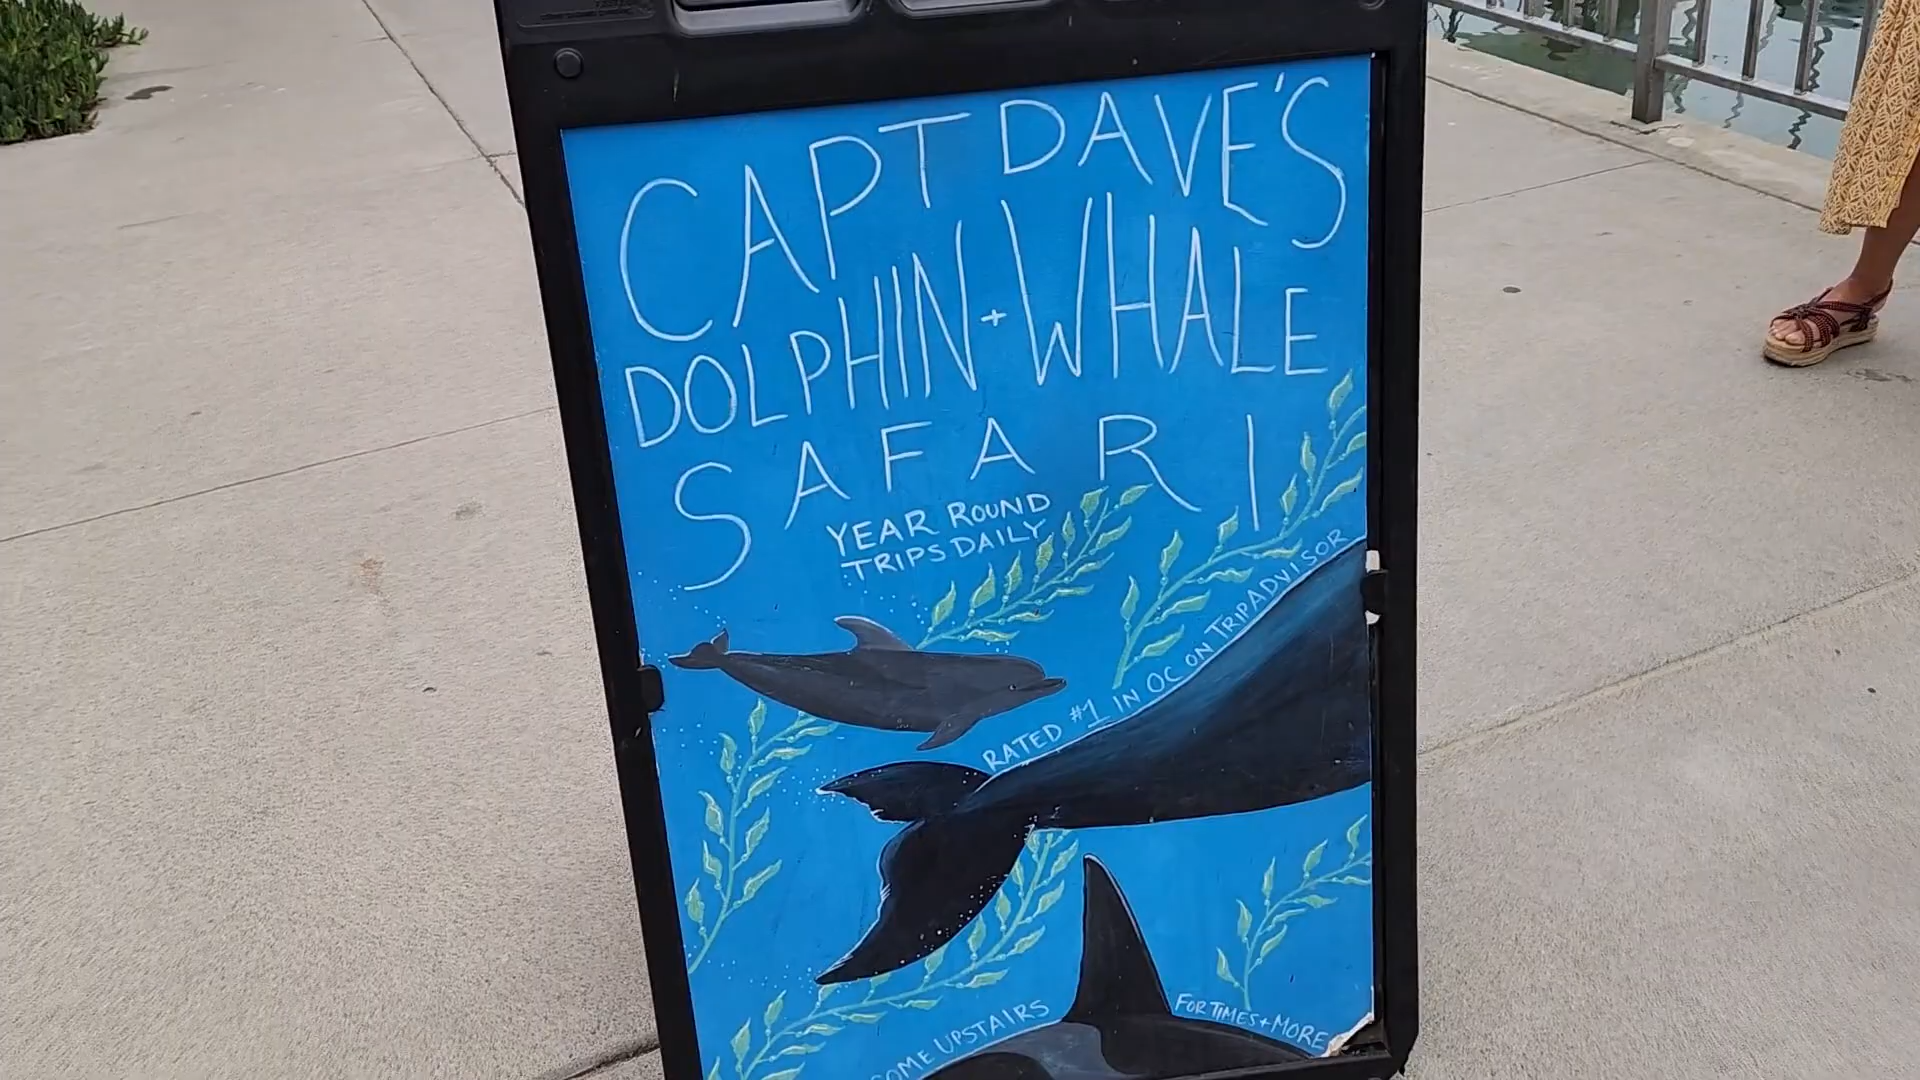 CAPT DAVE'S
DOLPHIN + WHALE
SAFARI
YEAR ROUND
TRIPS DAILY
RATED #1 IN OC ON TRIPADVISOR
COME UPSTAIRS
FOR TIMES + MORE